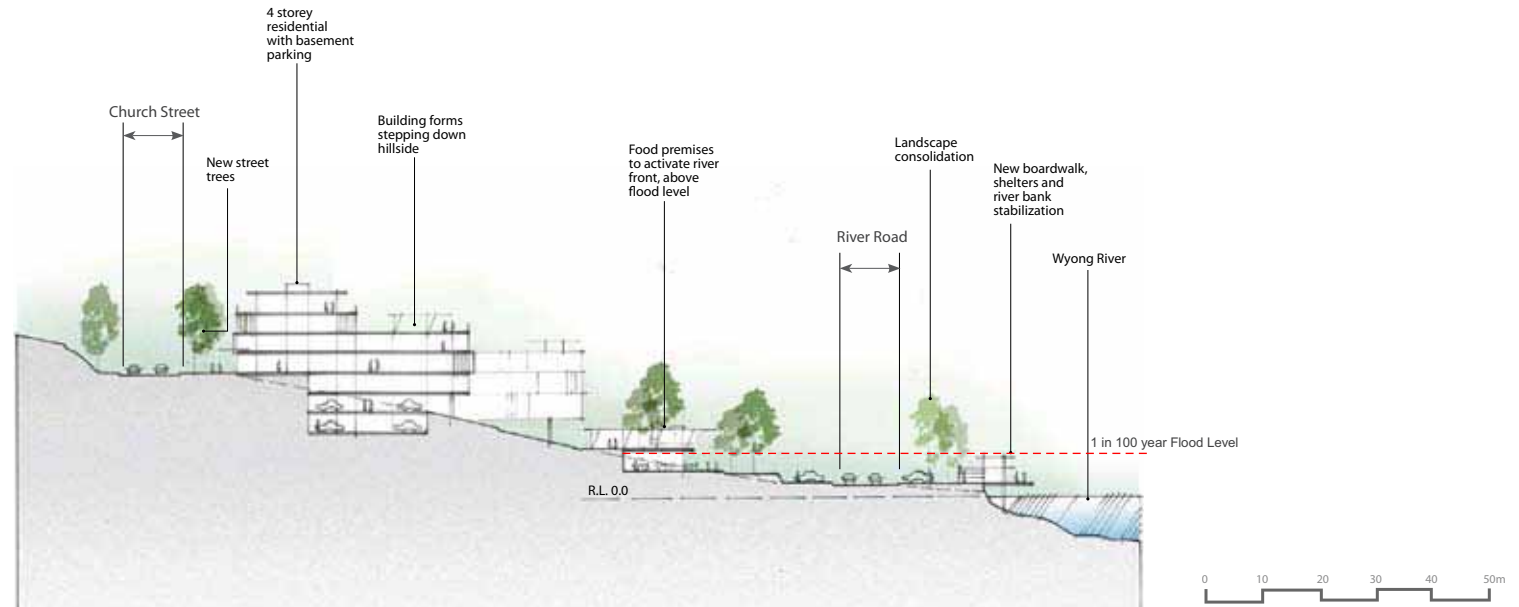 4 storey
residential
with basement
parking
Church Street
New street
trees
Building forms
stepping down
hillside
Food premises
to activate river
front, above
flood level
River Road
Landscape
consolidation
New boardwalk,
shelters and
river bank
stabilization
Wyong River
1 in 100 year Flood Level
R.L. 0.0
0 10 20 30 40 50m